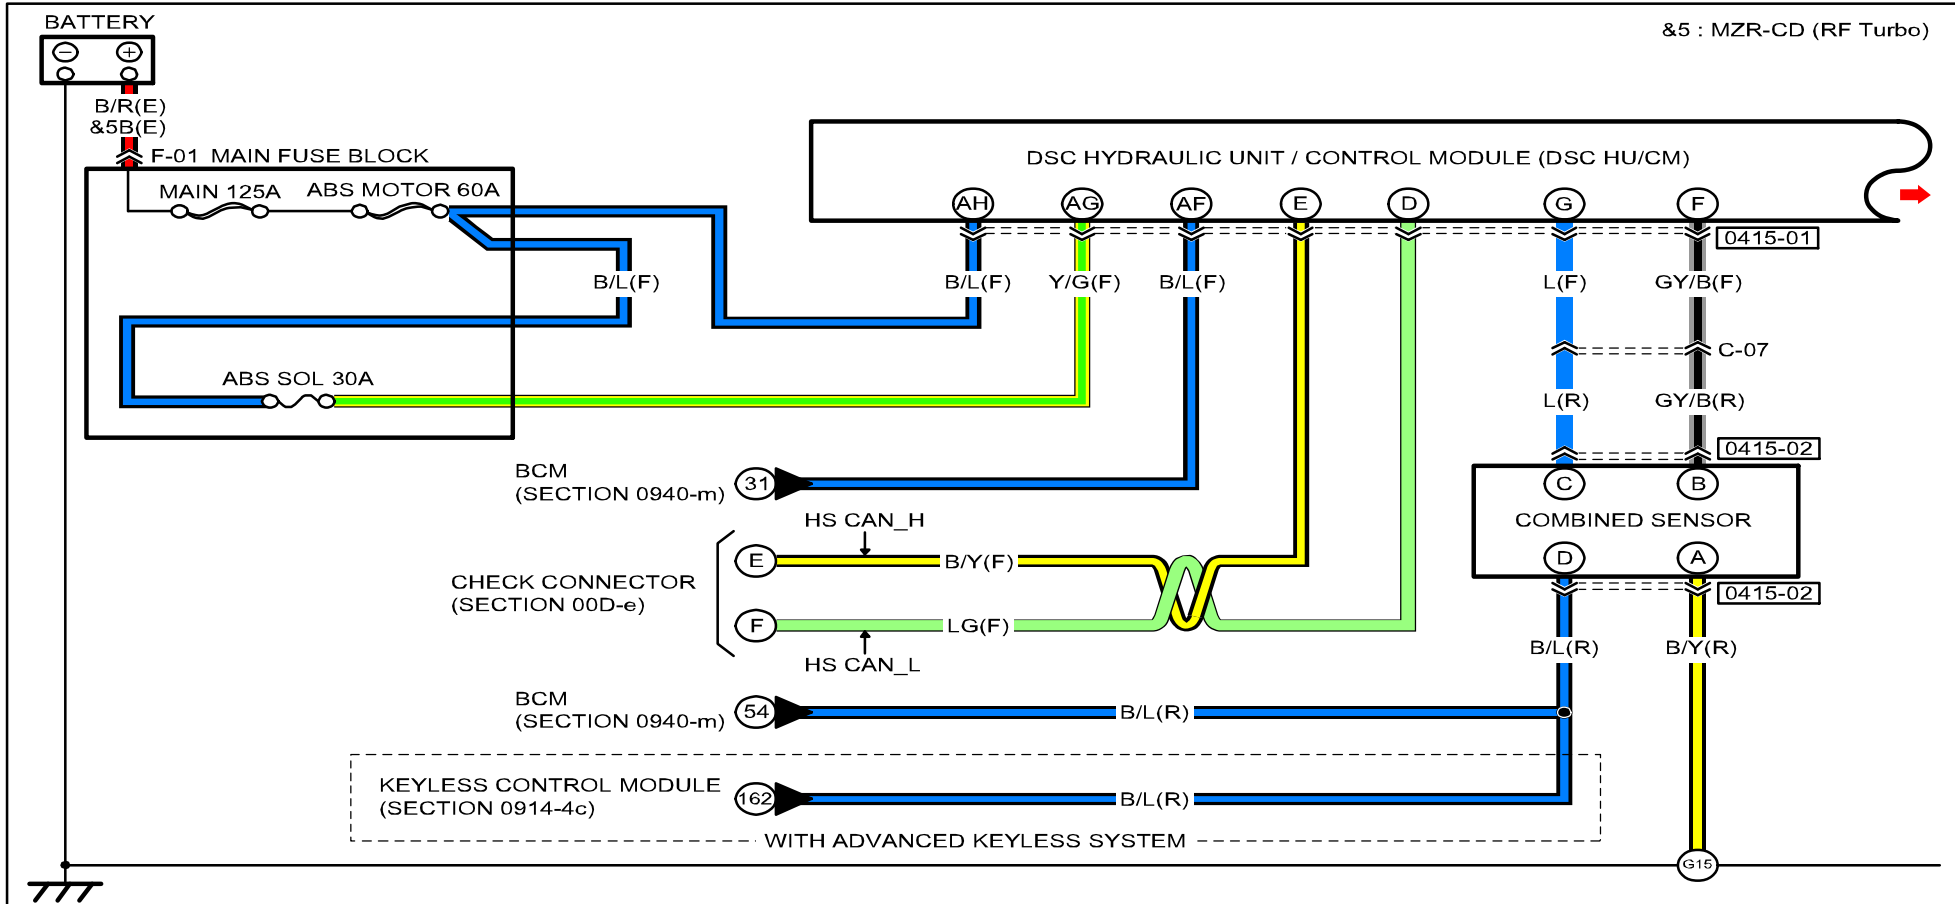 BATTERY
&5 : MZR-CD (RF Turbo)
− +
B/R(E)
&5B(E)
F-01 MAIN FUSE BLOCK
MAIN 125A
ABS MOTOR 60A
DSC HYDRAULIC UNIT / CONTROL MODULE (DSC HU/CM)
AH AG AF E D G F
0415-01
B/L(F)
B/L(F)
Y/G(F)
B/L(F)
L(F)
GY/B(F)
C-07
ABS SOL 30A
L(R)
GY/B(R)
0415-02
BCM
(SECTION 0940-m)
31
C B
COMBINED SENSOR
D A
0415-02
HS CAN_H
E
B/Y(F)
CHECK CONNECTOR
(SECTION 00D-e)
F
LG(F)
HS CAN_L
B/L(R)
B/Y(R)
BCM
(SECTION 0940-m)
54
B/L(R)
KEYLESS CONTROL MODULE
(SECTION 0914-4c)
162
B/L(R)
WITH ADVANCED KEYLESS SYSTEM
G15